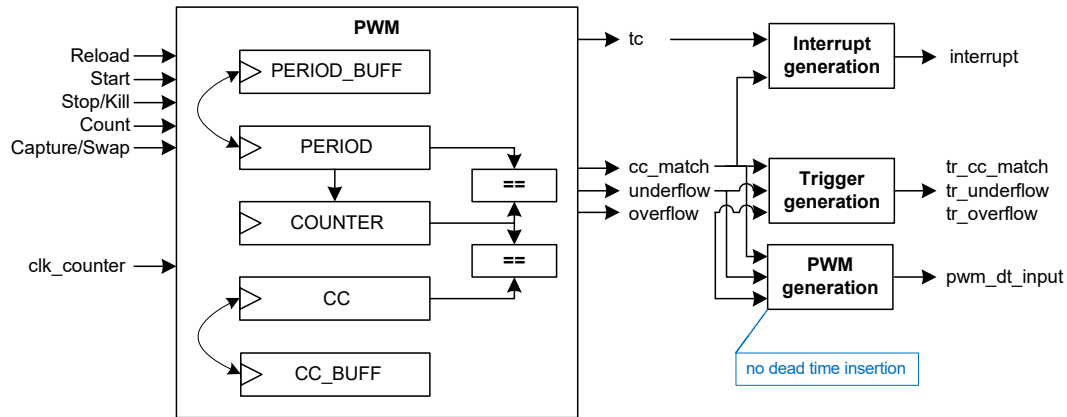 PWM
Reload
Start
Stop/Kill
Count
Capture/Swap
clk_counter
PERIOD_BUFF
PERIOD
==
COUNTER
==
CC
CC_BUFF
tc
cc_match
underflow
overflow
Interrupt
generation
interrupt
Trigger
generation
tr_cc_match
tr_underflow
tr_overflow
PWM
generation
pwm_dt_input
no dead time insertion